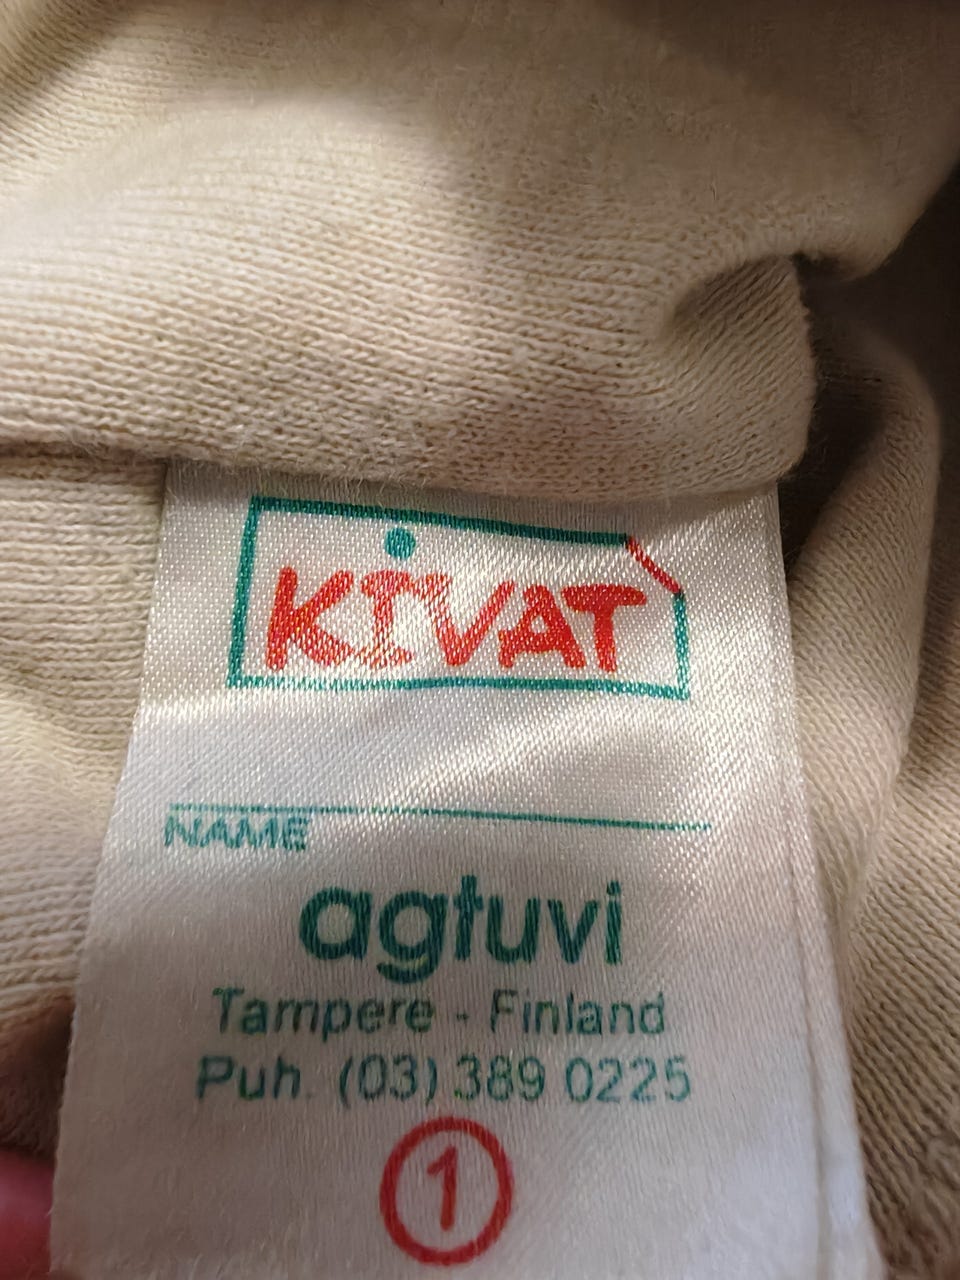 KiVAT
NAME
agtuvi
Tampere - Finland
Puh. (03) 389 0225
1